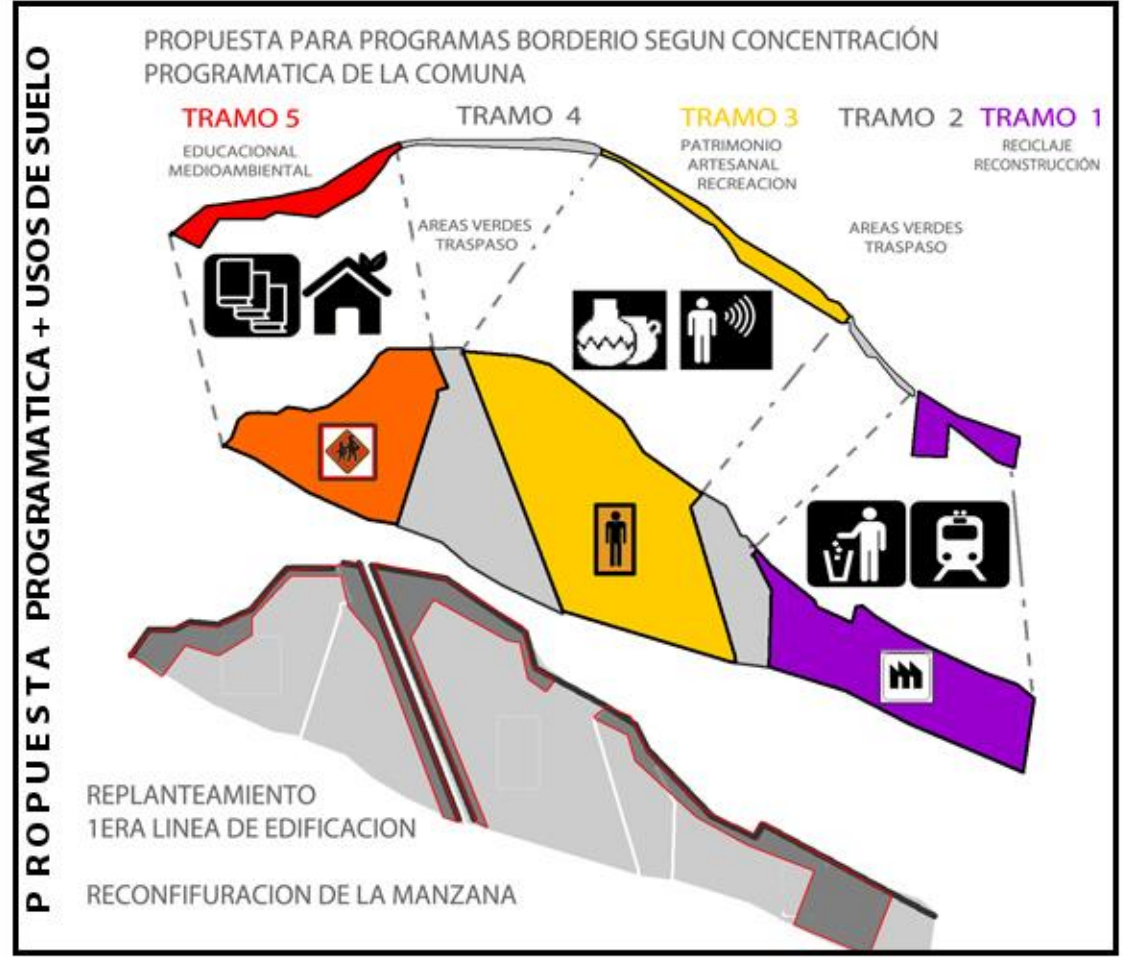 PROPUESTA PROGRAMATICA + USOS DE SUELO
PROPUESTA PARA PROGRAMAS BORDERIO SEGUN CONCENTRACIÓN
PROGRAMATICA DE LA COMUNA
TRAMO 5
EDUCACIONAL
MEDIOAMBIENTAL
TRAMO 4
AREAS VERDES
TRASPASO
TRAMO 3
PATRIMONIO
ARTESANAL
RECREACION
TRAMO 2
AREAS VERDES
TRASPASO
TRAMO 1
RECICLAJE
RECONSTRUCCIÓN
REPLANTEAMIENTO
1ERA LINEA DE EDIFICACION
RECONFIFURACION DE LA MANZANA